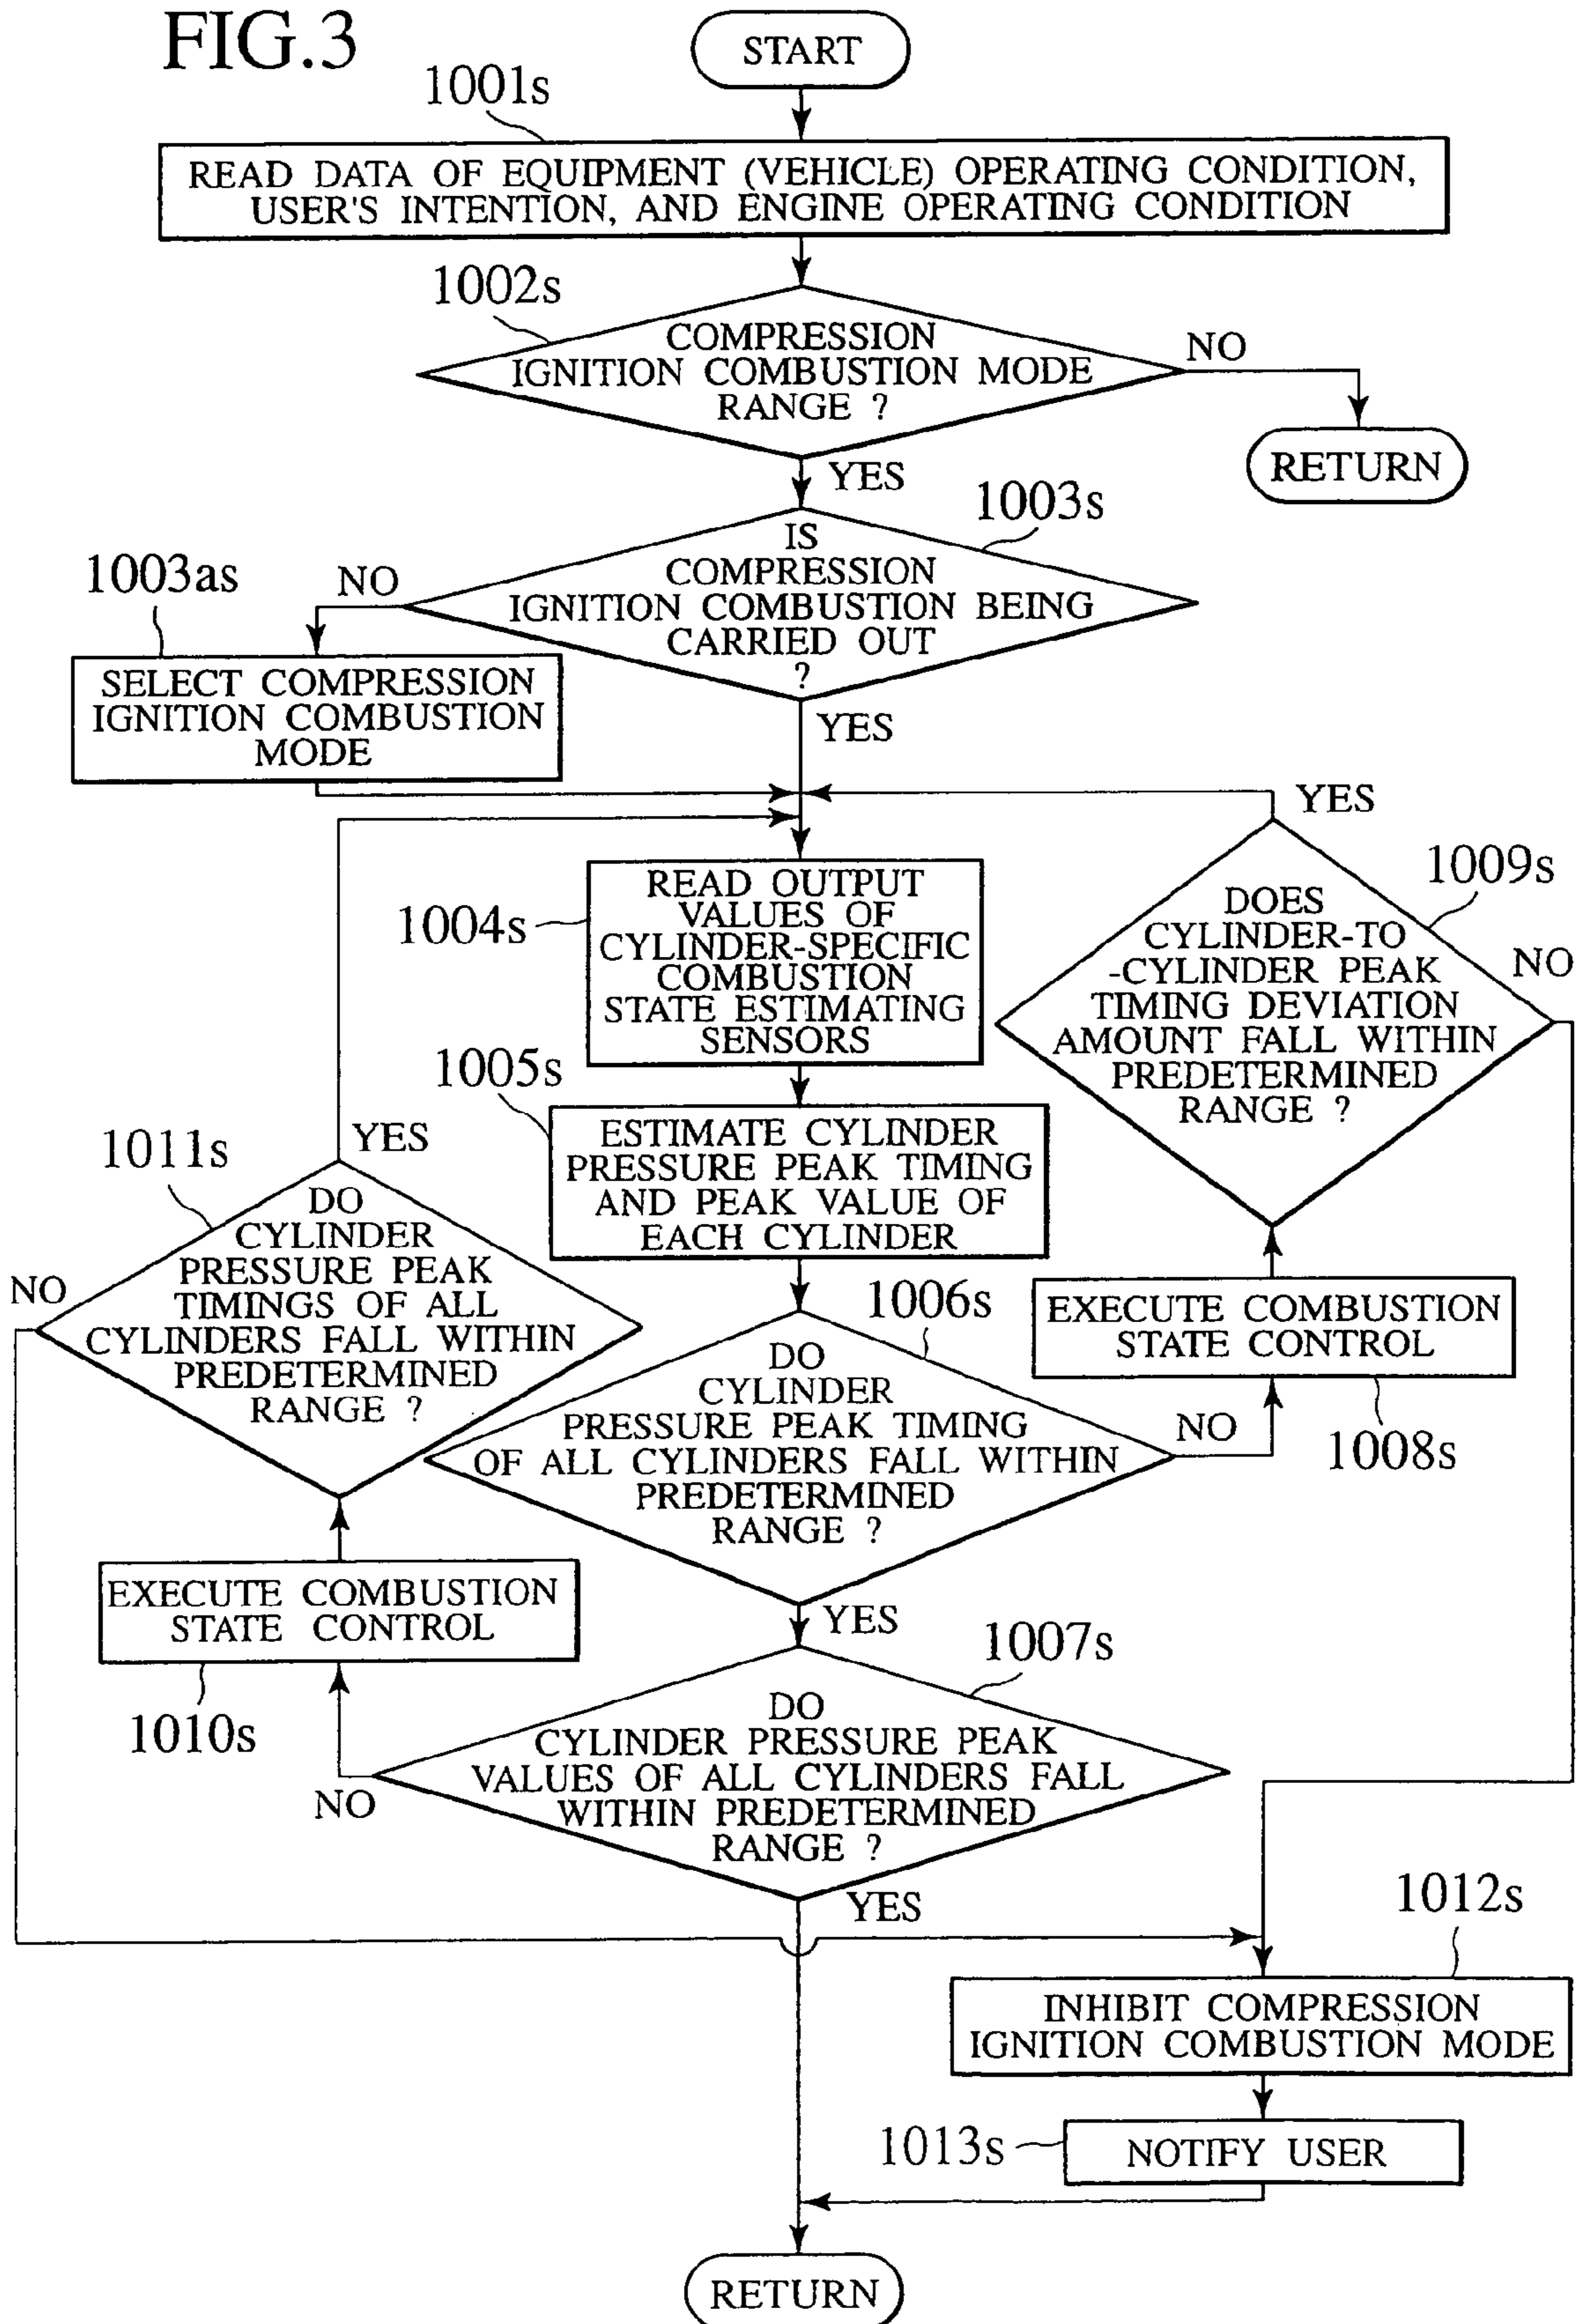 FIG.3
START
1001s
READ DATA OF EQUIPMENT (VEHICLE) OPERATING CONDITION,
USER'S INTENTION, AND ENGINE OPERATING CONDITION
1002s
COMPRESSION
IGNITION COMBUSTION MODE
RANGE ?
NO
RETURN
YES
1003s
IS
COMPRESSION
IGNITION COMBUSTION BEING
CARRIED OUT
?
NO
1003as
SELECT COMPRESSION
IGNITION COMBUSTION
MODE
YES
YES
1004s
READ OUTPUT
VALUES OF
CYLINDER-SPECIFIC
COMBUSTION
STATE ESTIMATING
SENSORS
1009s
DOES
CYLINDER-TO
-CYLINDER PEAK
TIMING DEVIATION
AMOUNT FALL WITHIN
PREDETERMINED
RANGE ?
NO
1005s
ESTIMATE CYLINDER
PRESSURE PEAK TIMING
AND PEAK VALUE OF
EACH CYLINDER
1011s
YES
DO
CYLINDER
PRESSURE PEAK
TIMINGS OF ALL
CYLINDERS FALL WITHIN
PREDETERMINED
RANGE ?
NO
1006s
DO
CYLINDER
PRESSURE PEAK TIMING
OF ALL CYLINDERS FALL WITHIN
PREDETERMINED
RANGE ?
NO
EXECUTE COMBUSTION
STATE CONTROL
1008s
EXECUTE COMBUSTION
STATE CONTROL
1010s
YES
1007s
DO
CYLINDER PRESSURE PEAK
VALUES OF ALL CYLINDERS FALL
WITHIN PREDETERMINED
RANGE ?
NO
YES
1012s
INHIBIT COMPRESSION
IGNITION COMBUSTION MODE
1013s
NOTIFY USER
RETURN